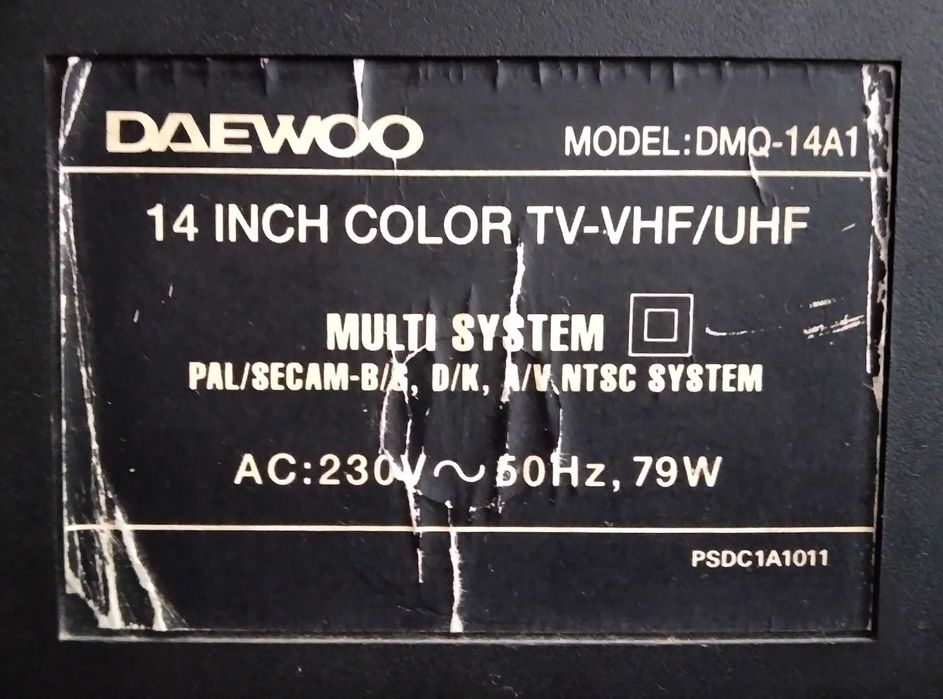 DAEWOO MODEL:DMQ-14A1
14 INCH COLOR TV-VHF/UHF
MULTI SYSTEM
PAL/SECAM-B/G, D/K, A/V NTSC SYSTEM
AC:230V～50Hz, 79W
PSDC1A1011